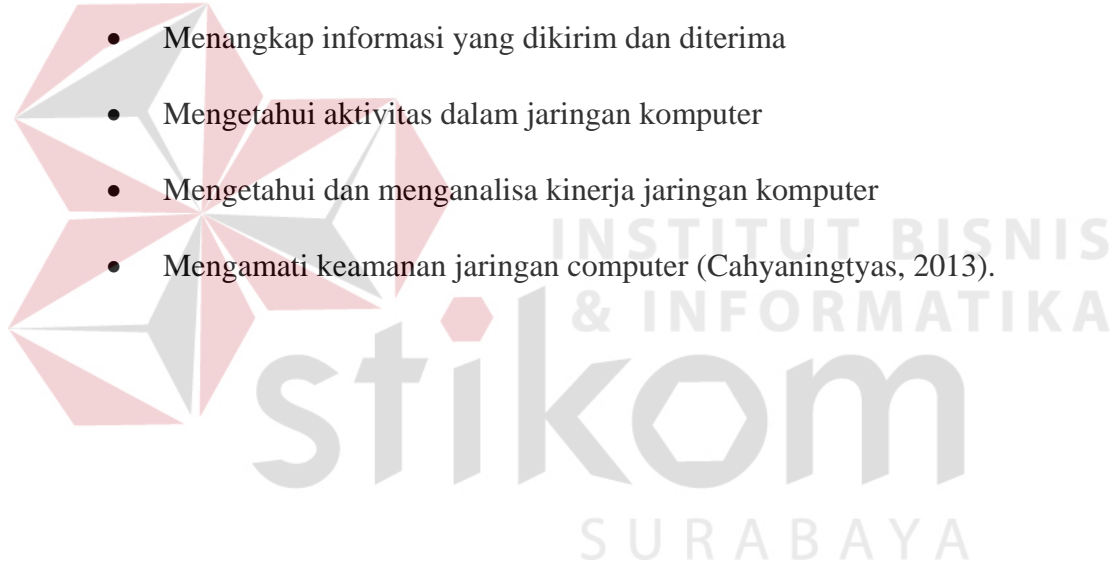 • Menangkap informasi yang dikirim dan diterima
• Mengetahui aktivitas dalam jaringan komputer
• Mengetahui dan menganalisa kinerja jaringan komputer
• Mengamati keamanan jaringan computer (Cahyaningtyas, 2013).
INSTITUT BISNIS
& INFORMATIKA
stikom
SURABAYA